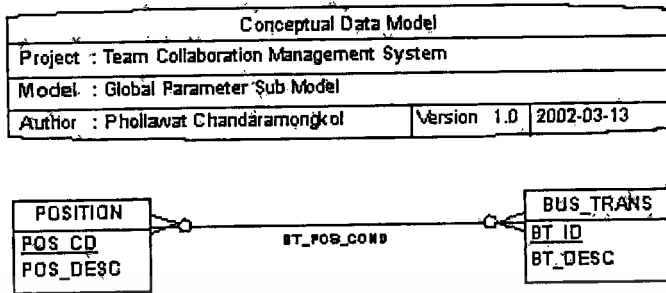 Conceptual Data Model
Project : Team Collaboration Management System
Model : Global Parameter Sub Model
Author : Phollawat Chandaramongkol Version 1.0 2002-03-13
POSITION
POS_CD
POS_DESC
BT_POS_COND
BUS_TRANS
BT_ID
BT_DESC